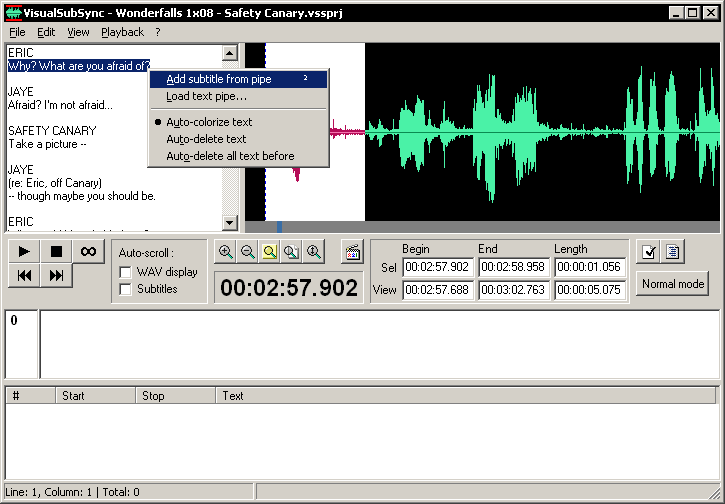 VisualSubSync - Wonderfalls 1x08 - Safety Canary.vssprj
File Edit View Playback ?
ERIC
Why? What are you afraid of?
JAYE
Afraid? I'm not afraid...
SAFETY CANARY
Take a picture --
JAYE
(re: Eric, off Canary)
-- though maybe you should be.
ERIC
Add subtitle from pipe ²
Load text pipe...
Auto-colorize text
Auto-delete text
Auto-delete all text before
Auto-scroll :
WAV display
Subtitles
00:02:57.902
Begin End Length
Sel 00:02:57.902 00:02:58.958 00:00:01.056
View 00:02:57.688 00:03:02.763 00:00:05.075
Normal mode
0
# Start Stop Text
Line: 1, Column: 1 | Total: 0